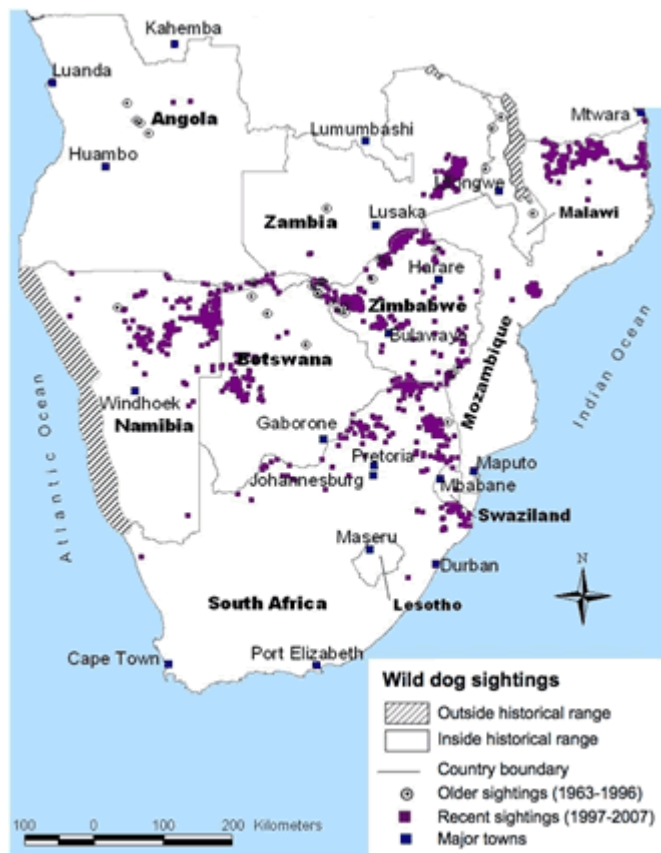 Kahemba
Luanda
Angola
Mtwara
Lumumbashi
Huambo
Zambia
Malawi
Lusaka
Harare
Zimbabwe
Bulawayo
Botswana
Mozambique
Indian Ocean
Windhoek
Namibia
Gaborone
Pretoria
Johannesburg
Maputo
Mbabane
Swaziland
Atlantic Ocean
Maseru
Durban
N
South Africa
Lesotho
Cape Town
Port Elizabeth
Wild dog sightings
Outside historical range
Inside historical range
Country boundary
Older sightings (1963-1996)
Recent sightings (1997-2007)
Major towns
100 0 100 200 Kilometers